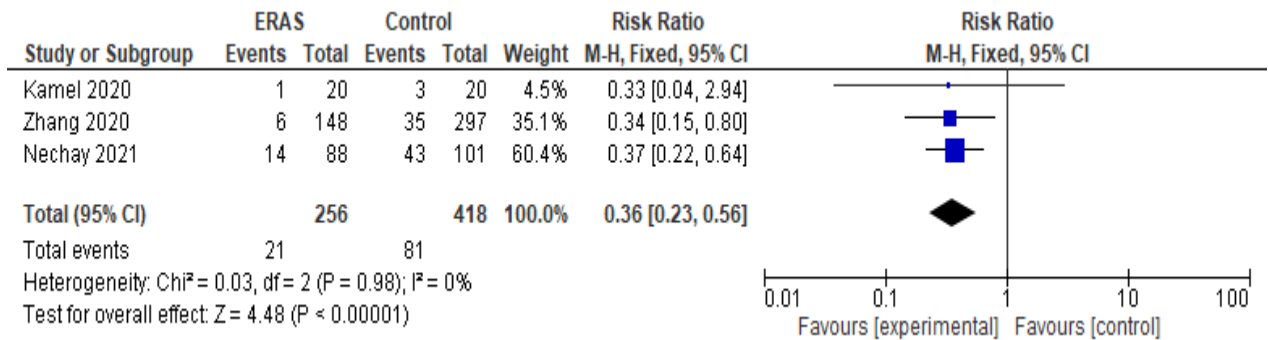 ERAS Control Risk Ratio Risk Ratio
Study or Subgroup Events Total Events Total Weight M-H, Fixed, 95% CI M-H, Fixed, 95% CI
Kamel 2020 1 20 3 20 4.5% 0.33 [0.04, 2.94]
Zhang 2020 6 148 35 297 35.1% 0.34 [0.15, 0.80]
Nechay 2021 14 88 43 101 60.4% 0.37 [0.22, 0.64]
Total (95% CI) 256 418 100.0% 0.36 [0.23, 0.56]
Total events 21 81
Heterogeneity: Chi² = 0.03, df = 2 (P = 0.98); I² = 0%
Test for overall effect: Z = 4.48 (P < 0.00001)
0.01 0.1 1 10 100
Favours [experimental] Favours [control]